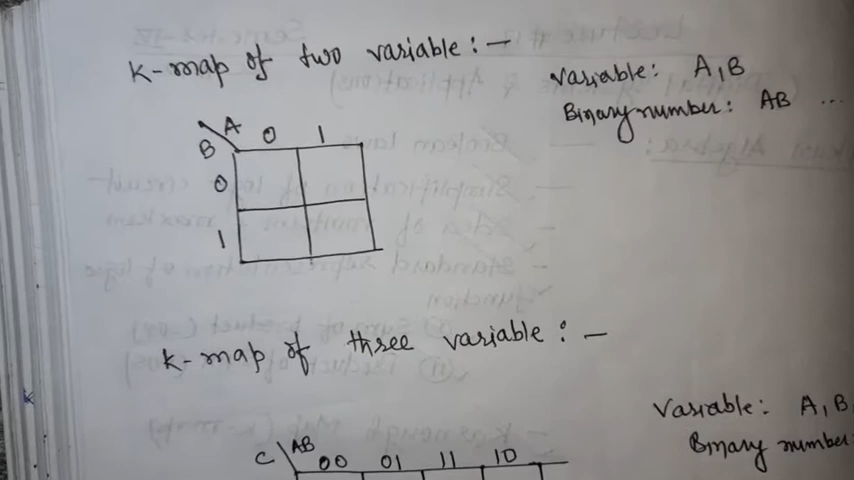 K-map of two variable: -
Variable: A, B
Binary number: AB ...
A 0 1
B
0
1
K-map of three variable: -
Variable: A, B
Binary number:
C AB 00 01 11 10